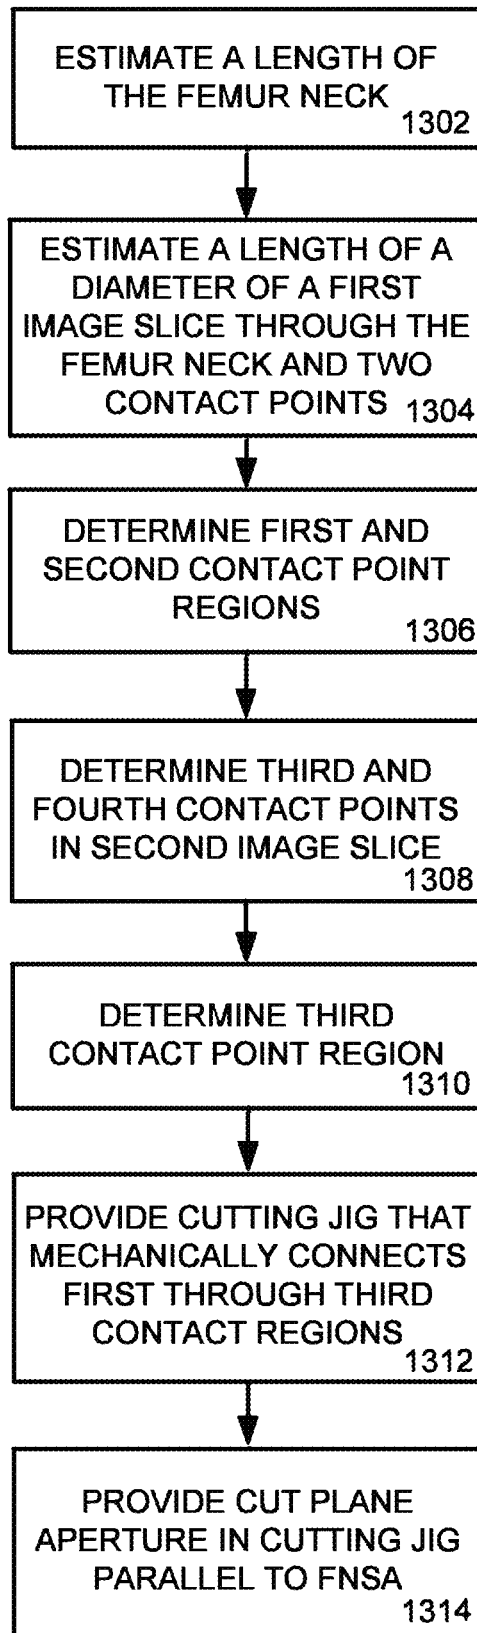 ESTIMATE A LENGTH OF
THE FEMUR NECK
1302
ESTIMATE A LENGTH OF A
DIAMETER OF A FIRST
IMAGE SLICE THROUGH THE
FEMUR NECK AND TWO
CONTACT POINTS 1304
DETERMINE FIRST AND
SECOND CONTACT POINT
REGIONS
1306
DETERMINE THIRD AND
FOURTH CONTACT POINTS
IN SECOND IMAGE SLICE
1308
DETERMINE THIRD
CONTACT POINT REGION
1310
PROVIDE CUTTING JIG THAT
MECHANICALLY CONNECTS
FIRST THROUGH THIRD
CONTACT REGIONS
1312
PROVIDE CUT PLANE
APERTURE IN CUTTING JIG
PARALLEL TO FNSA
1314